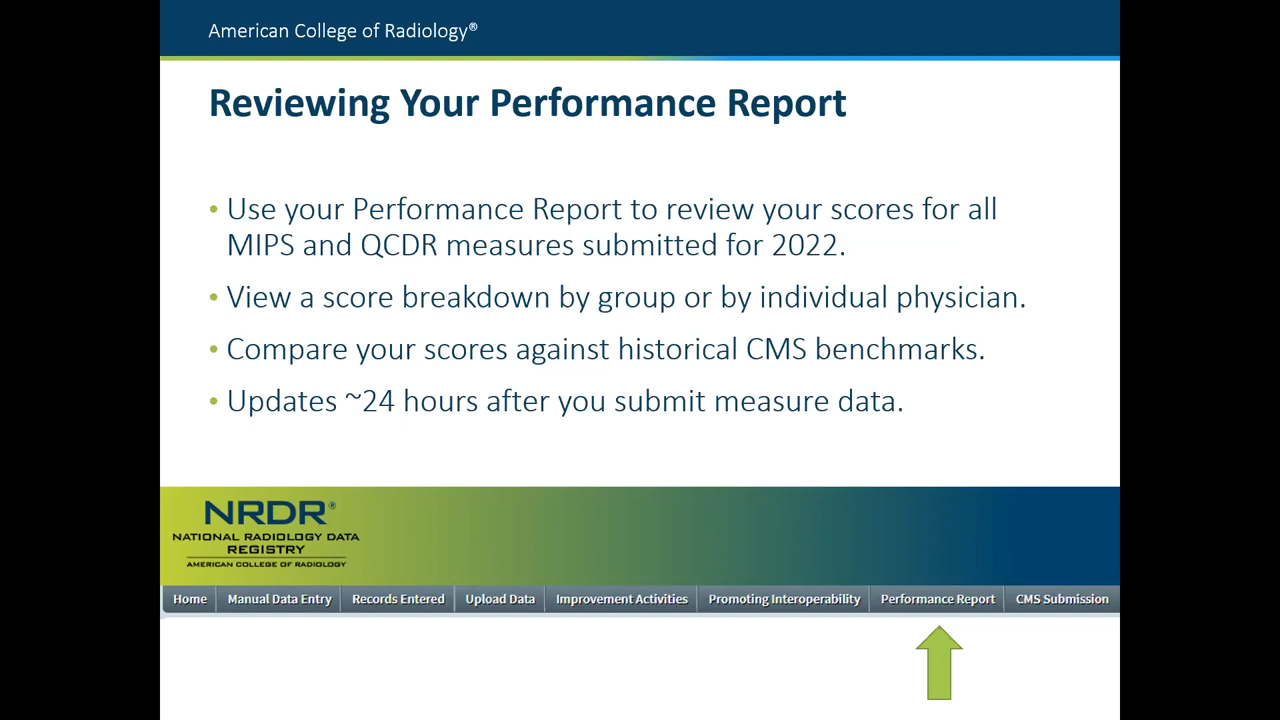 American College of Radiology®
Reviewing Your Performance Report
• Use your Performance Report to review your scores for all
MIPS and QCDR measures submitted for 2022.
• View a score breakdown by group or by individual physician.
• Compare your scores against historical CMS benchmarks.
• Updates ~24 hours after you submit measure data.
NRDR®
NATIONAL RADIOLOGY DATA
REGISTRY
AMERICAN COLLEGE OF RADIOLOGY
Home Manual Data Entry Records Entered Upload Data Improvement Activities Promoting Interoperability Performance Report CMS Submission